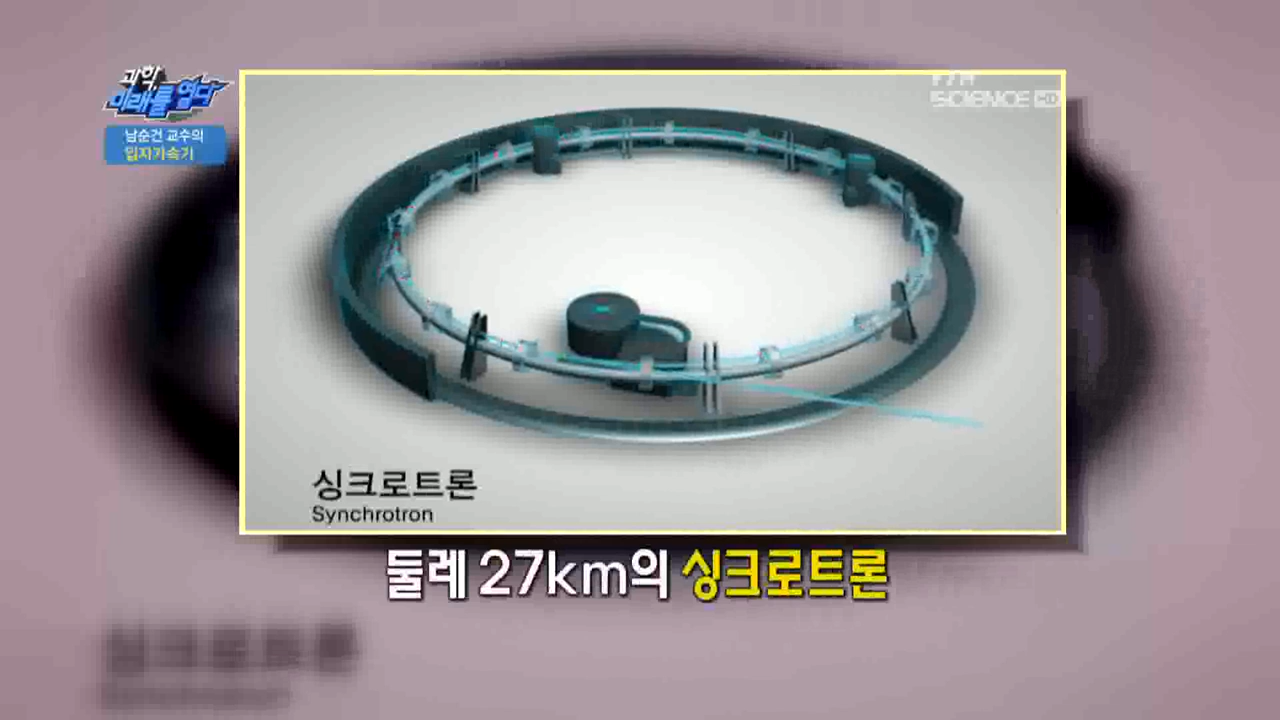 과학,
미래를 열다
남순건 교수의
입자가속기
SCIENCE HD
싱크로트론
Synchrotron
둘레 27km의 싱크로트론